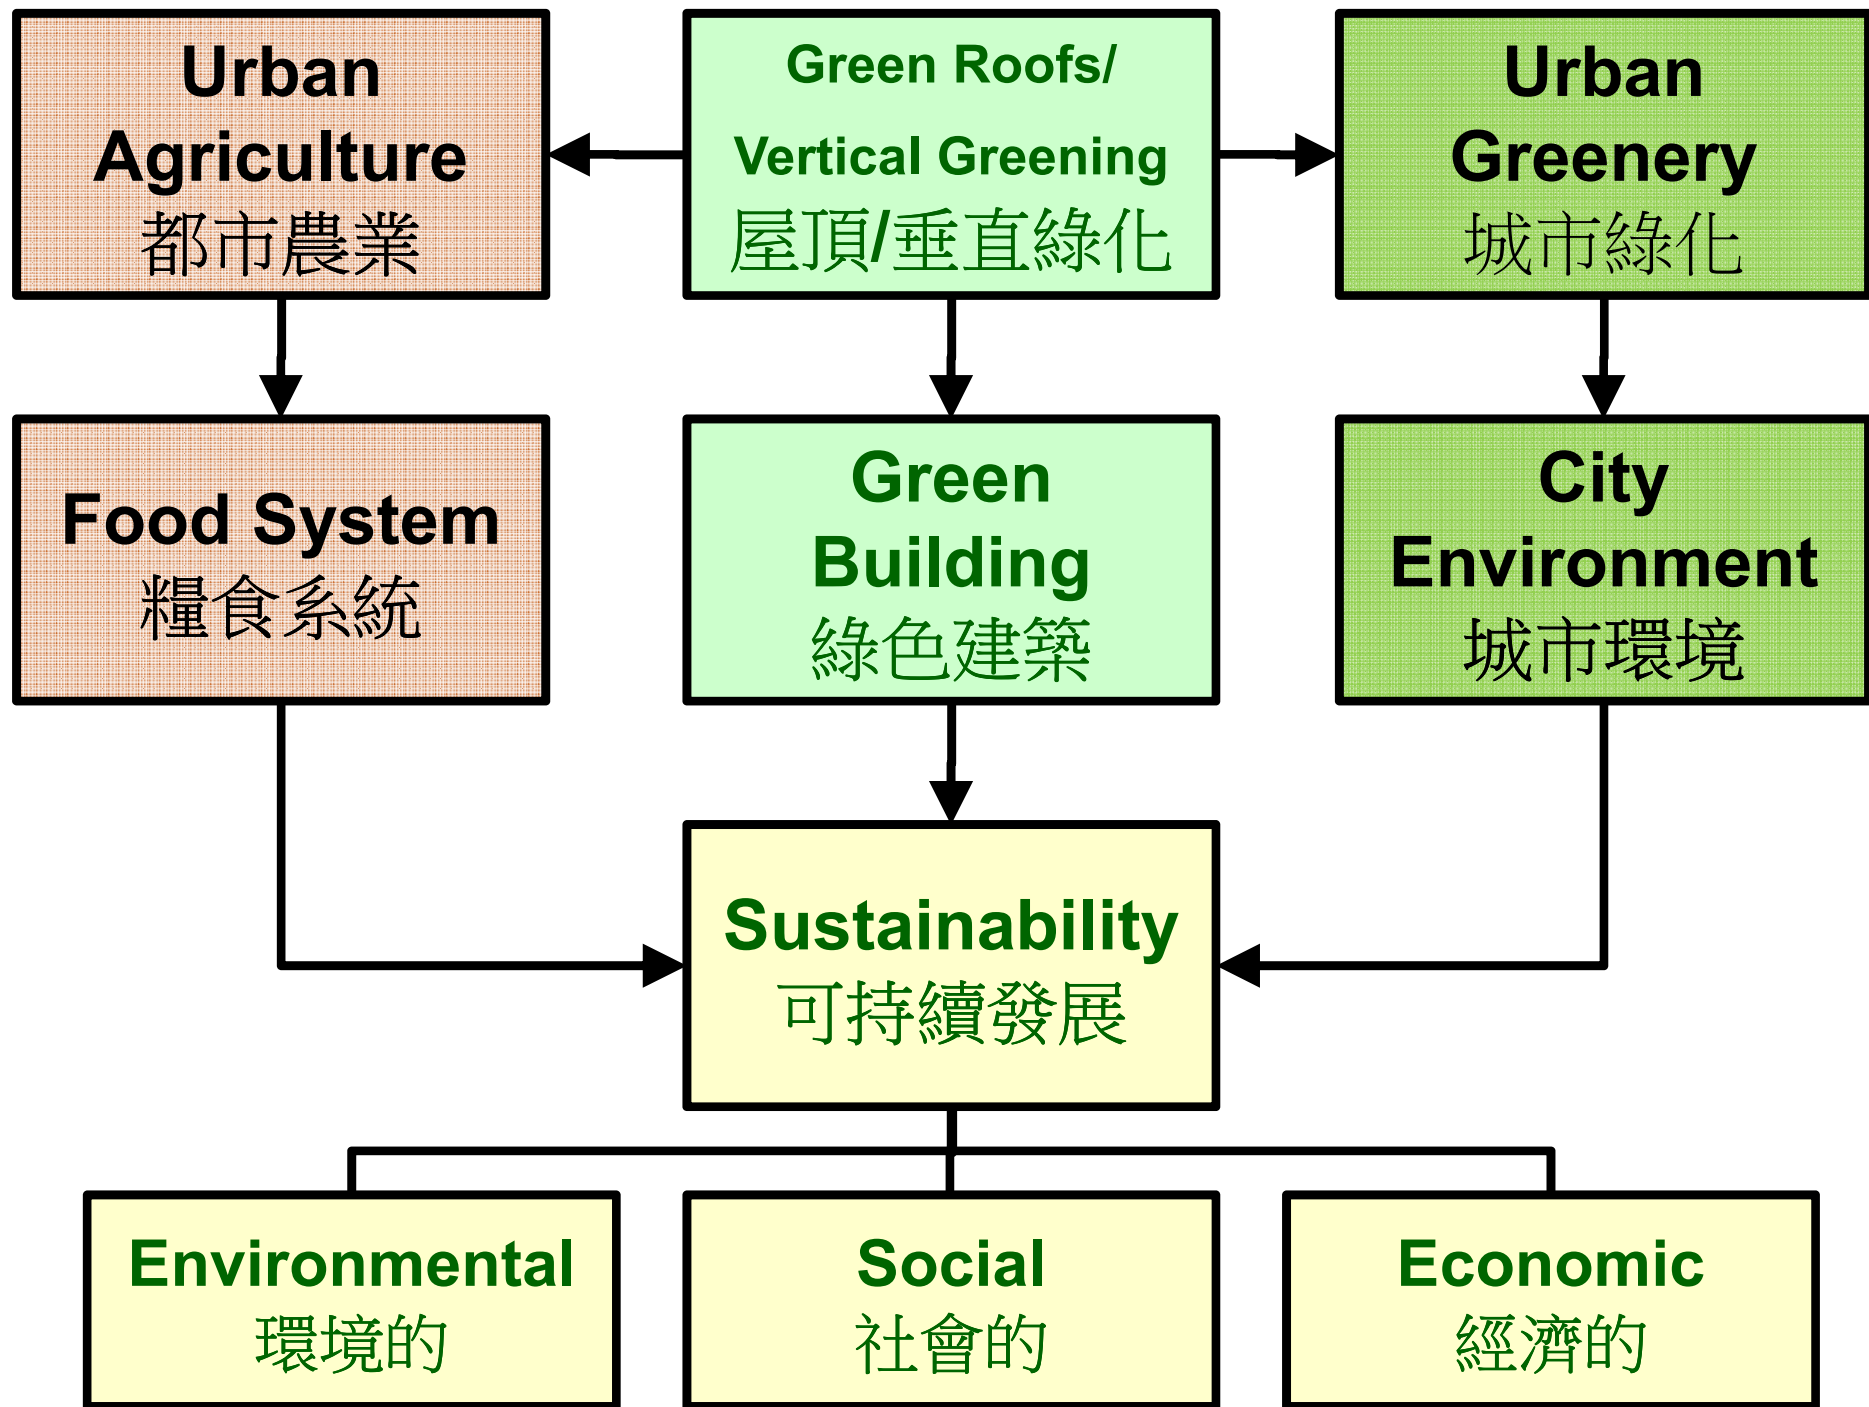 Urban
Agriculture
都市農業
Green Roofs/
Vertical Greening
屋頂/垂直綠化
Urban
Greenery
城市綠化
Food System
糧食系統
Green
Building
綠色建築
City
Environment
城市環境
Sustainability
可持續發展
Environmental
環境的
Social
社會的
Economic
經濟的